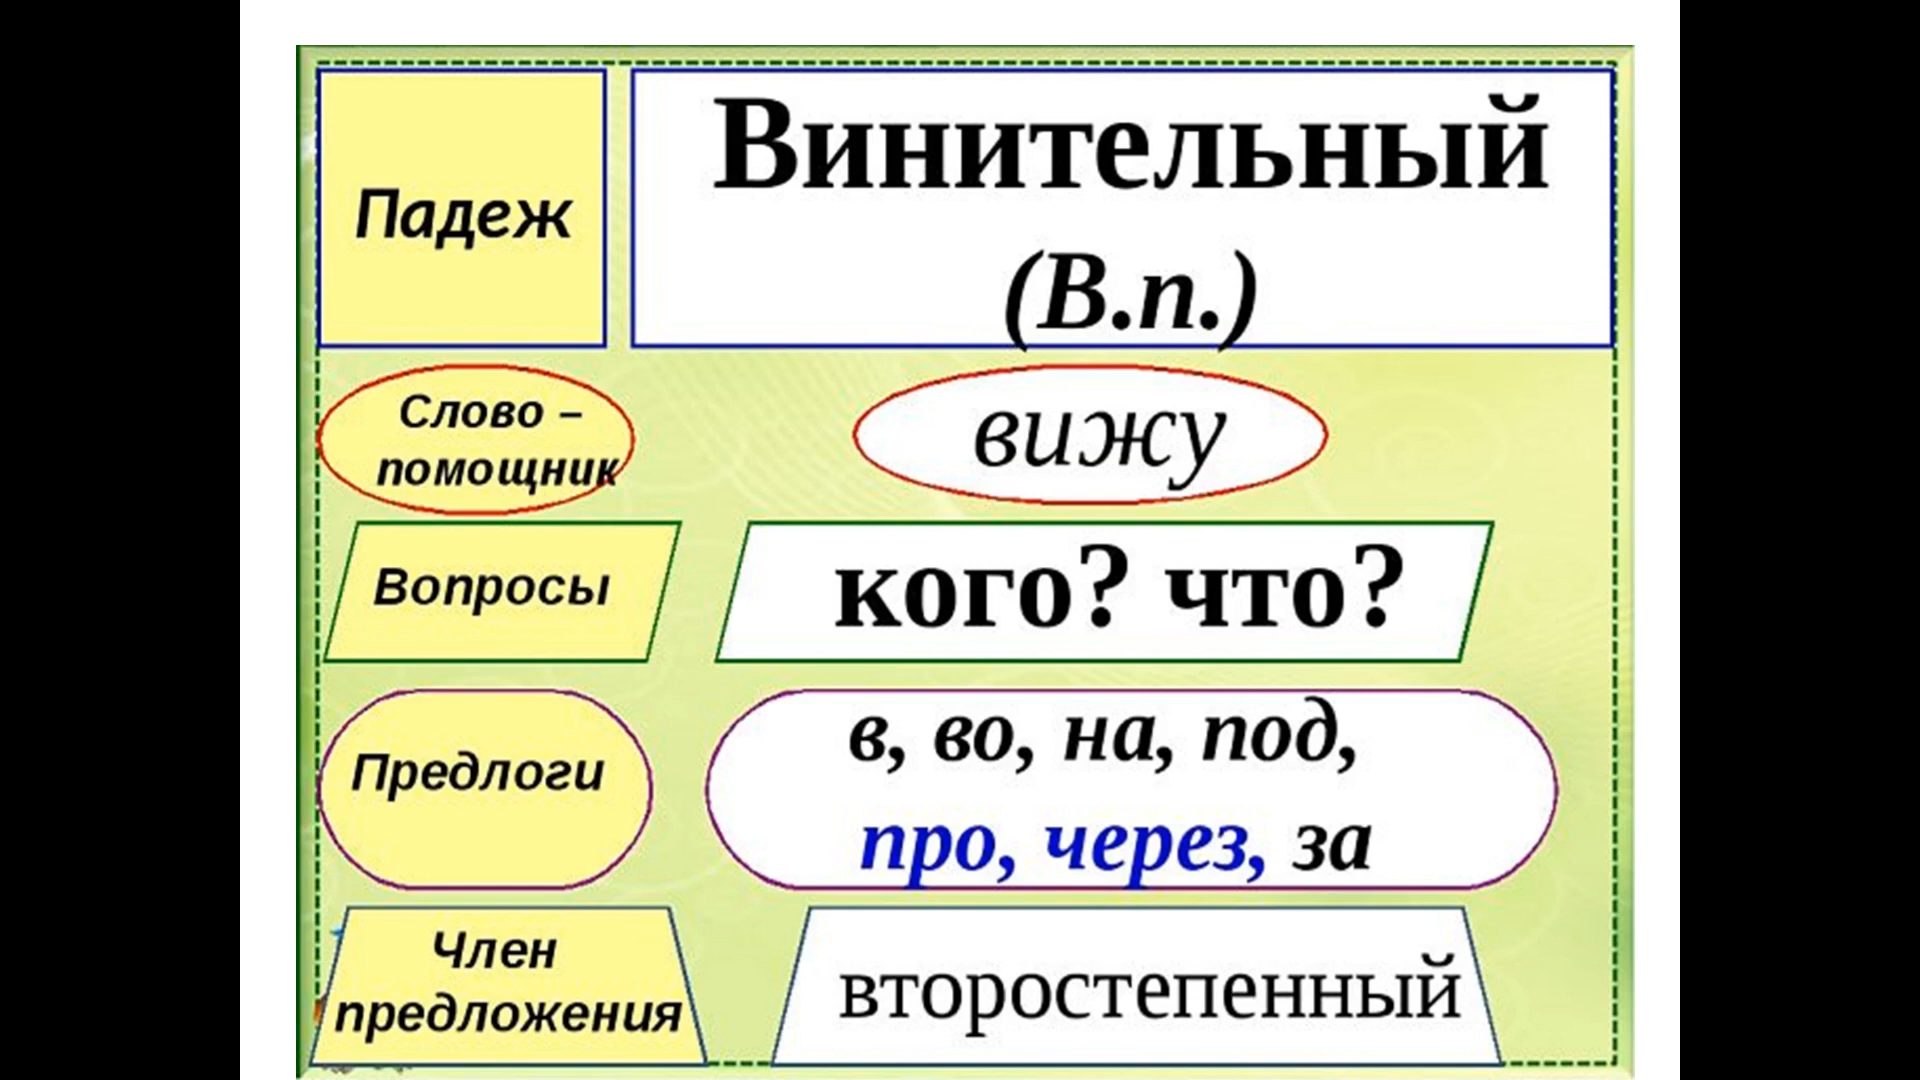 Падеж
Винительный
(В.п.)
Слово –
помощник
вижу
Вопросы
кого? что?
Предлоги
в, во, на, под,
про, через, за
Член
предложения
второстепенный